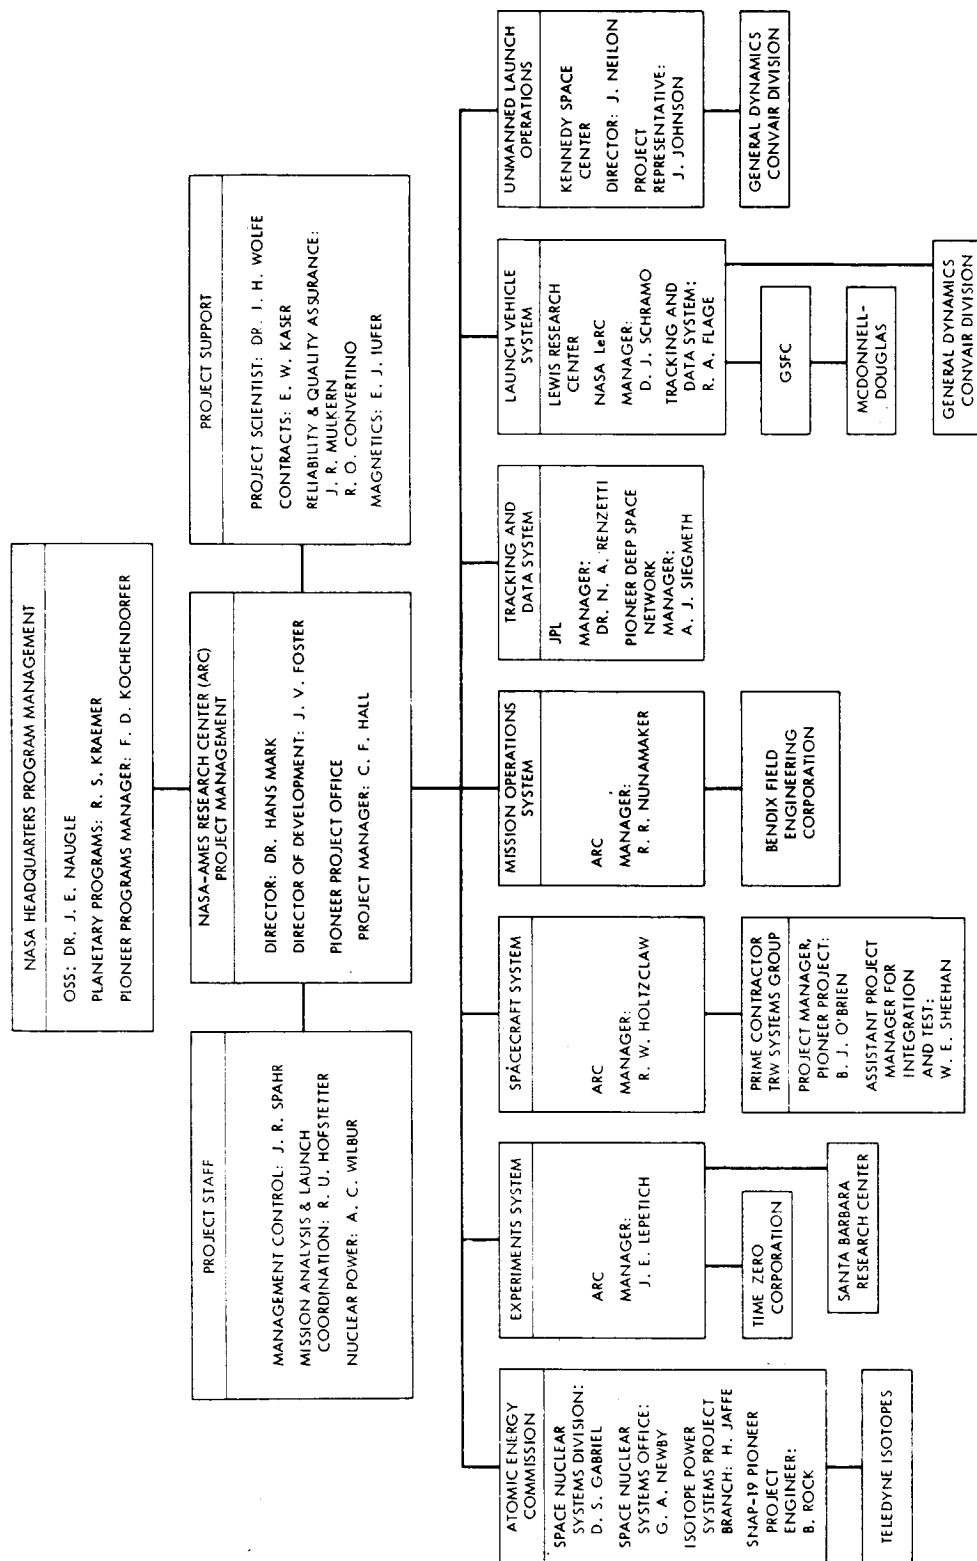 NASA HEADQUARTERS PROGRAM MANAGEMENT
OSS: DR. J. E. NAUGLE
PLANETARY PROGRAMS: R. S. KRAEMER
PIONEER PROGRAMS MANAGER: F. D. KOCHENDORFER
PROJECT STAFF
MANAGEMENT CONTROL: J. R. SPAHR
MISSION ANALYSIS & LAUNCH
COORDINATION: R. U. HOFSTETTER
NUCLEAR POWER: A. C. WILBUR
NASA-AMES RESEARCH CENTER (ARC)
PROJECT MANAGEMENT
DIRECTOR: DR. HANS MARK
DIRECTOR OF DEVELOPMENT: J. V. FOSTER
PIONEER PROJECT OFFICE
PROJECT MANAGER: C. F. HALL
PROJECT SUPPORT
PROJECT SCIENTIST: DR. J. H. WOLFE
CONTRACTS: E. W. KASER
RELIABILITY & QUALITY ASSURANCE:
J. R. MULKERN
R. O. CONVERTINO
MAGNETICS: E. J. IUFER
ATOMIC ENERGY
COMMISSION
SPACE NUCLEAR
SYSTEMS DIVISION:
D. S. GABRIEL
SPACE NUCLEAR
SYSTEMS OFFICE:
G. A. NEWBY
ISOTOPE POWER
SYSTEMS PROJECT
BRANCH: H. JAFFE
SNAP-19 PIONEER
PROJECT
ENGINEER:
B. ROCK
TELEDYNE ISOTOPES
EXPERIMENTS SYSTEM
ARC
MANAGER:
J. E. LEPETICH
TIME ZERO
CORPORATION
SANTA BARBARA
RESEARCH CENTER
SPACECRAFT SYSTEM
ARC
MANAGER:
R. W. HOLTZCLAW
PRIME CONTRACTOR
TRW SYSTEMS GROUP
PROJECT MANAGER,
PIONEER PROJECT:
B. J. O'BRIEN
ASSISTANT PROJECT
MANAGER FOR
INTEGRATION
AND TEST:
W. E. SHEEHAN
MISSION OPERATIONS
SYSTEM
ARC
MANAGER:
R. R. NUNAMAKER
BENDIX FIELD
ENGINEERING
CORPORATION
TRACKING AND
DATA SYSTEM
JPL
MANAGER:
DR. N. A. RENZETTI
PIONEER DEEP SPACE
NETWORK
MANAGER:
A. J. SIEGMETH
LAUNCH VEHICLE
SYSTEM
LEWIS RESEARCH
CENTER
NASA LeRC
MANAGER:
D. J. SCHRAMO
TRACKING AND
DATA SYSTEM:
R. A. FLAGE
GSFC
MCDONNELL-
DOUGLAS
GENERAL DYNAMICS
CONVAIR DIVISION
UNMANNED LAUNCH
OPERATIONS
KENNEDY SPACE
CENTER
DIRECTOR: J. NEILON
PROJECT
REPRESENTATIVE:
J. JOHNSON
GENERAL DYNAMICS
CONVAIR DIVISION